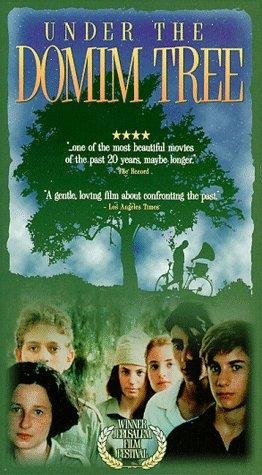 UNDER THE
DOMIM TREE
"...one of the most beautiful movies
of the past 20 years, maybe longer."
- The Record -
"A gentle, loving film about confronting the past."
- Los Angeles Times -
WINNER
JERUSALEM
FILM
FESTIVAL